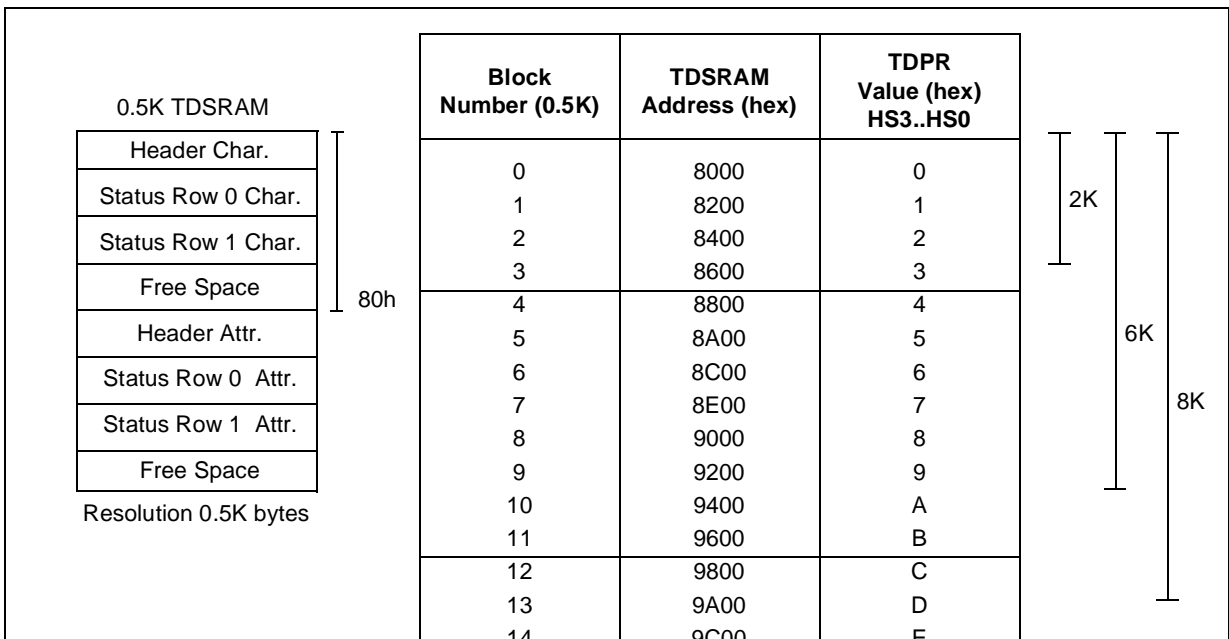 0.5K TDSRAM
Header Char.
Status Row 0 Char.
Status Row 1 Char.
Free Space
Header Attr.
Status Row 0 Attr.
Status Row 1 Attr.
Free Space
Resolution 0.5K bytes
80h
Block Number (0.5K) TDSRAM Address (hex) TDPR Value (hex) HS3..HS0
0 8000 0
1 8200 1
2 8400 2
3 8600 3
4 8800 4
5 8A00 5
6 8C00 6
7 8E00 7
8 9000 8
9 9200 9
10 9400 A
11 9600 B
12 9800 C
13 9A00 D
14 9C00 E
2K
6K
8K